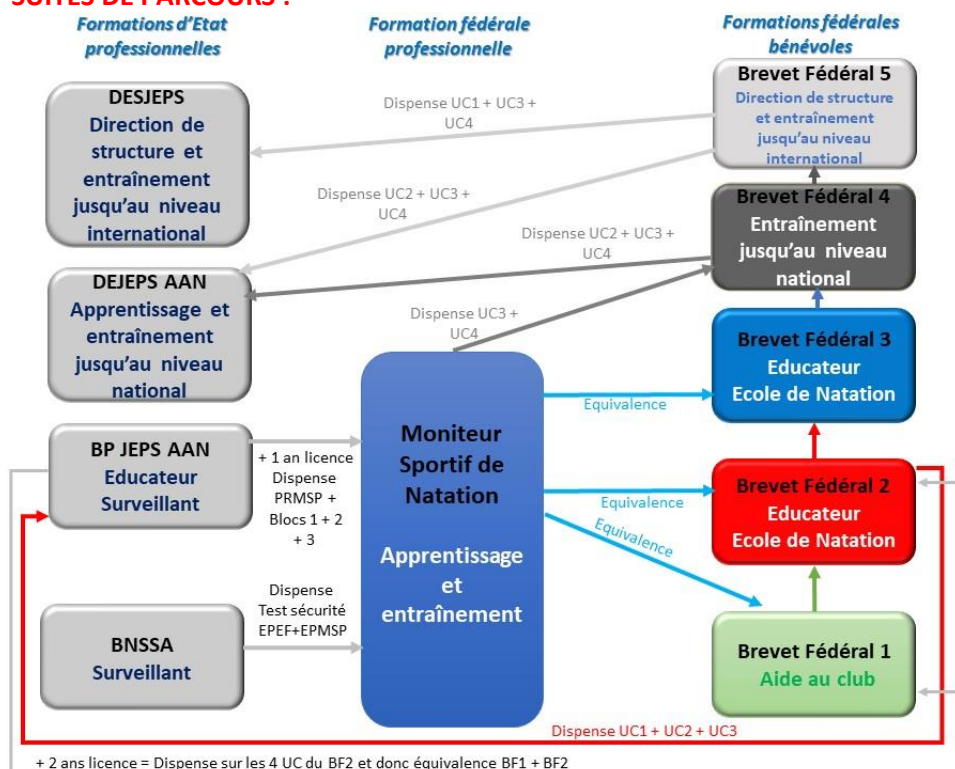 SUITES DE PARCOURS :
Formations d'Etat
professionnelles
Formation fédérale
professionnelle
Formations fédérales
bénévoles
DESJEPS
Direction de
structure et
entraînement
jusqu'au niveau
international
Dispense UC1 + UC3 +
UC4
Brevet Fédéral 5
Direction de structure
et entraînement
jusqu'au niveau
international
Dispense UC2 + UC3 +
UC4
Brevet Fédéral 4
Entraînement
jusqu'au niveau
national
Dispense UC2 + UC3 +
UC4
DEJEPS AAN
Apprentissage et
entraînement
jusqu'au niveau
national
Dispense UC3 +
UC4
Brevet Fédéral 3
Educateur
Ecole de Natation
Equivalence
BP JEPS AAN
Educateur
Surveillant
+ 1 an licence
Dispense
PRMSP +
Blocs 1 + 2
+ 3
Moniteur
Sportif de
Natation
Apprentissage
et
entraînement
Equivalence
Equivalence
Brevet Fédéral 2
Educateur
Ecole de Natation
BNSSA
Surveillant
Dispense
Test sécurité
EPEF+EPMSP
Brevet Fédéral 1
Aide au club
Dispense UC1 + UC2 + UC3
+ 2 ans licence = Dispense sur les 4 UC du BF2 et donc équivalence BF1 + BF2